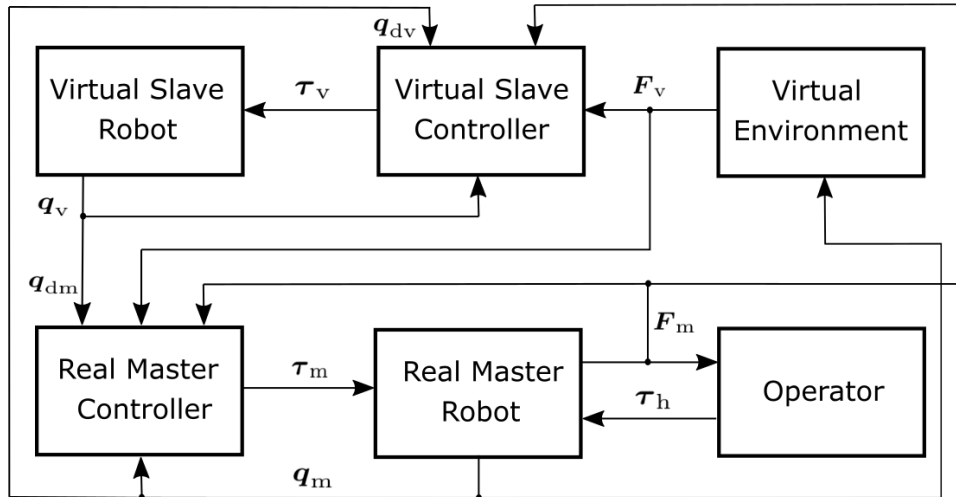 q_dv
Virtual Slave
Robot
τ_v
Virtual Slave
Controller
F_v
Virtual
Environment
q_v
q_dm
Real Master
Controller
τ_m
Real Master
Robot
F_m
τ_h
Operator
q_m